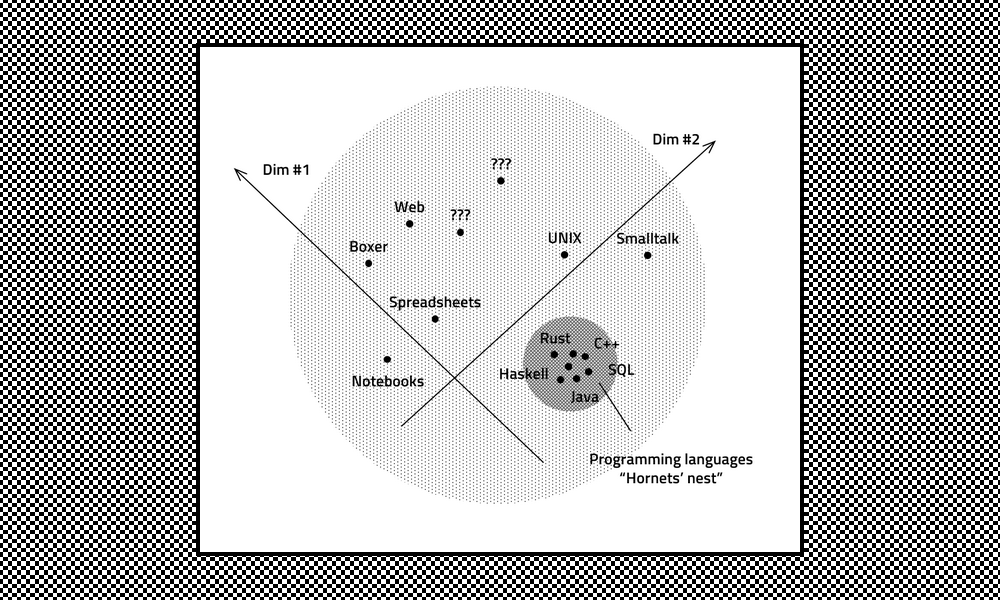 Dim #2
???
Dim #1
Web
???
Boxer
UNIX
Smalltalk
Spreadsheets
Rust
C++
Notebooks
Haskell
SQL
Java
Programming languages
“Hornets’ nest”